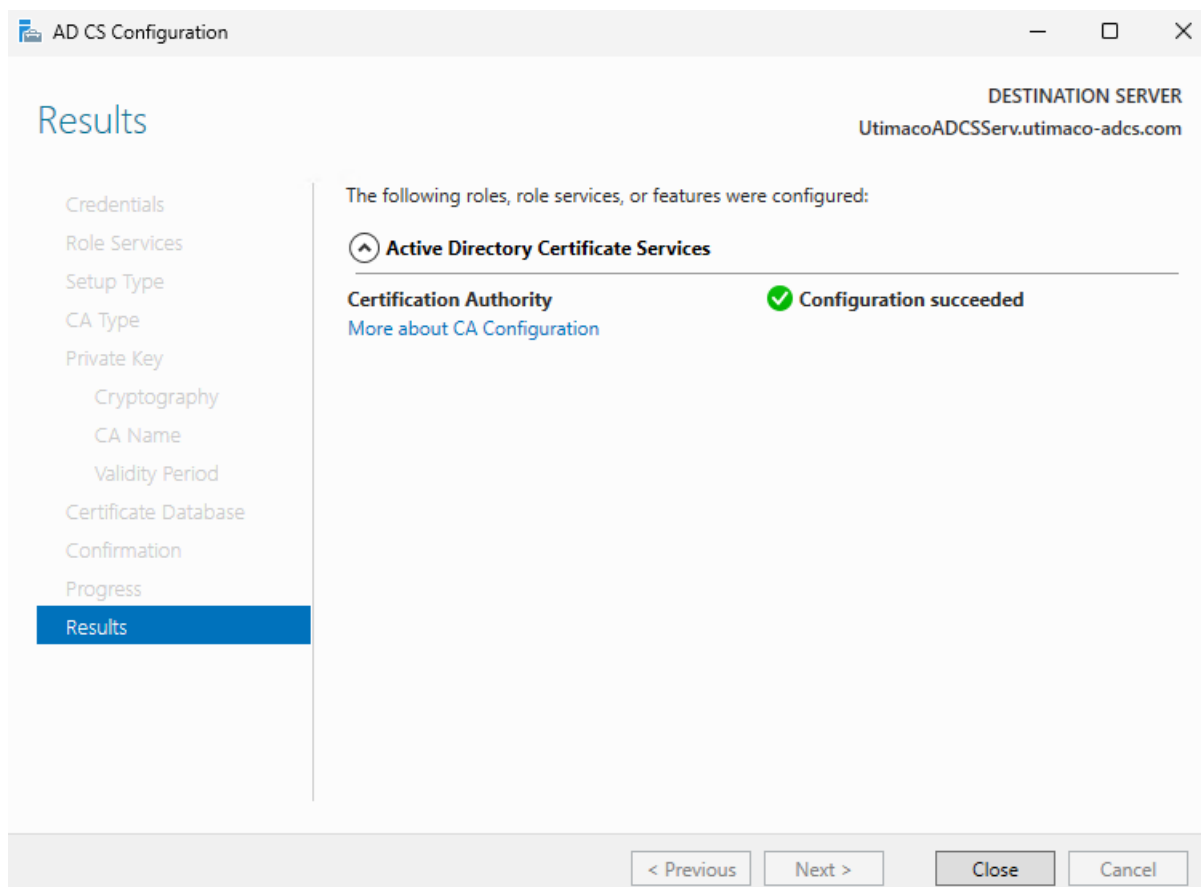 AD CS Configuration
Results
DESTINATION SERVER
UtimacoADCSServ.utimaco-adcs.com
Credentials
Role Services
Setup Type
CA Type
Private Key
Cryptography
CA Name
Validity Period
Certificate Database
Confirmation
Progress
Results
The following roles, role services, or features were configured:
Active Directory Certificate Services
Certification Authority Configuration succeeded
More about CA Configuration
< Previous Next > Close Cancel